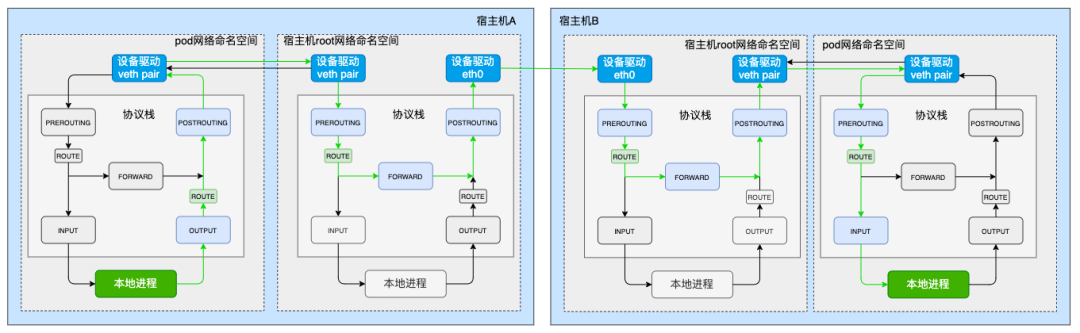 宿主机A
pod网络命名空间
设备驱动
veth pair
协议栈
PREROUTING
POSTROUTING
ROUTE
FORWARD
ROUTE
INPUT
OUTPUT
本地进程
宿主机root网络命名空间
设备驱动
veth pair
设备驱动
eth0
协议栈
PREROUTING
POSTROUTING
ROUTE
FORWARD
ROUTE
INPUT
OUTPUT
本地进程
宿主机B
宿主机root网络命名空间
设备驱动
eth0
设备驱动
veth pair
协议栈
PREROUTING
POSTROUTING
ROUTE
FORWARD
ROUTE
INPUT
OUTPUT
本地进程
pod网络命名空间
设备驱动
veth pair
协议栈
PREROUTING
POSTROUTING
ROUTE
FORWARD
ROUTE
INPUT
OUTPUT
本地进程